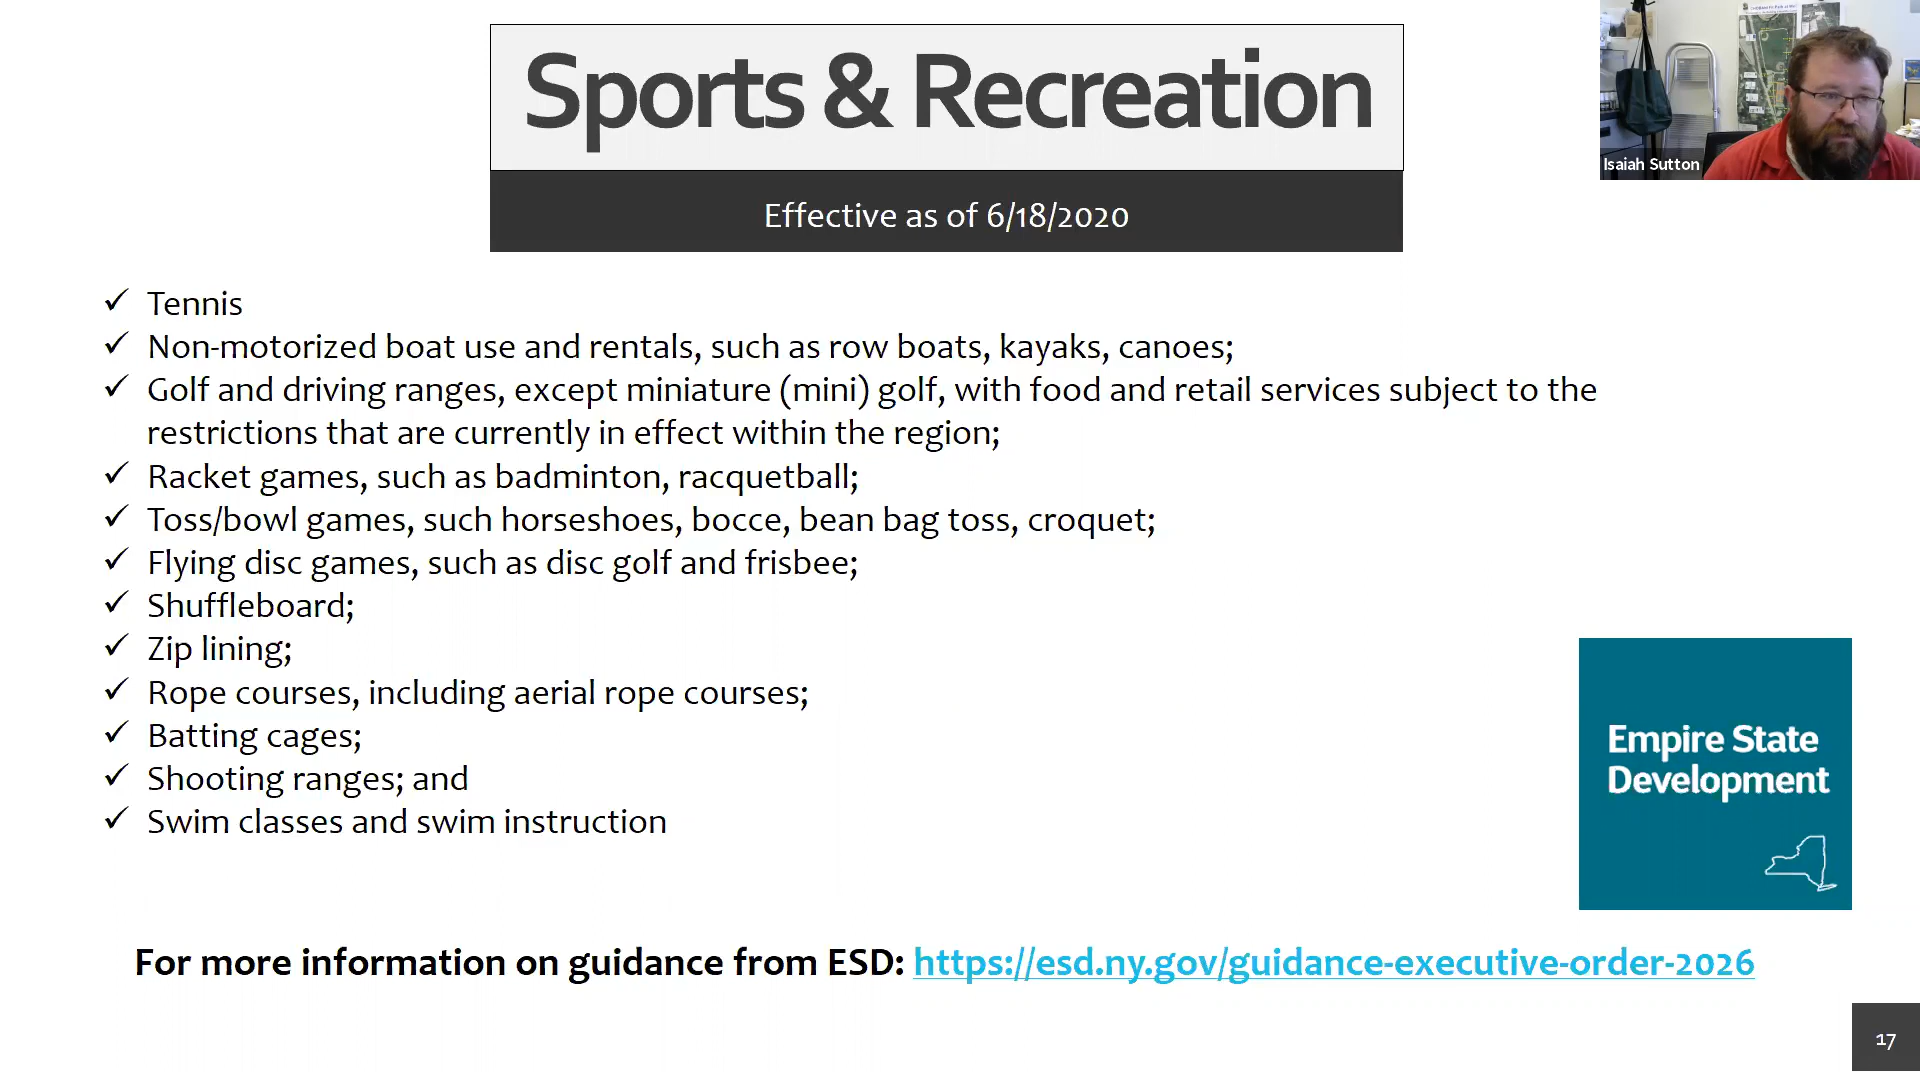 Sports & Recreation
Effective as of 6/18/2020
Isaiah Sutton
✓ Tennis
✓ Non-motorized boat use and rentals, such as row boats, kayaks, canoes;
✓ Golf and driving ranges, except miniature (mini) golf, with food and retail services subject to the
restrictions that are currently in effect within the region;
✓ Racket games, such as badminton, racquetball;
✓ Toss/bowl games, such horseshoes, bocce, bean bag toss, croquet;
✓ Flying disc games, such as disc golf and frisbee;
✓ Shuffleboard;
✓ Zip lining;
✓ Rope courses, including aerial rope courses;
✓ Batting cages;
✓ Shooting ranges; and
✓ Swim classes and swim instruction
Empire State
Development
For more information on guidance from ESD: https://esd.ny.gov/guidance-executive-order-2026
17